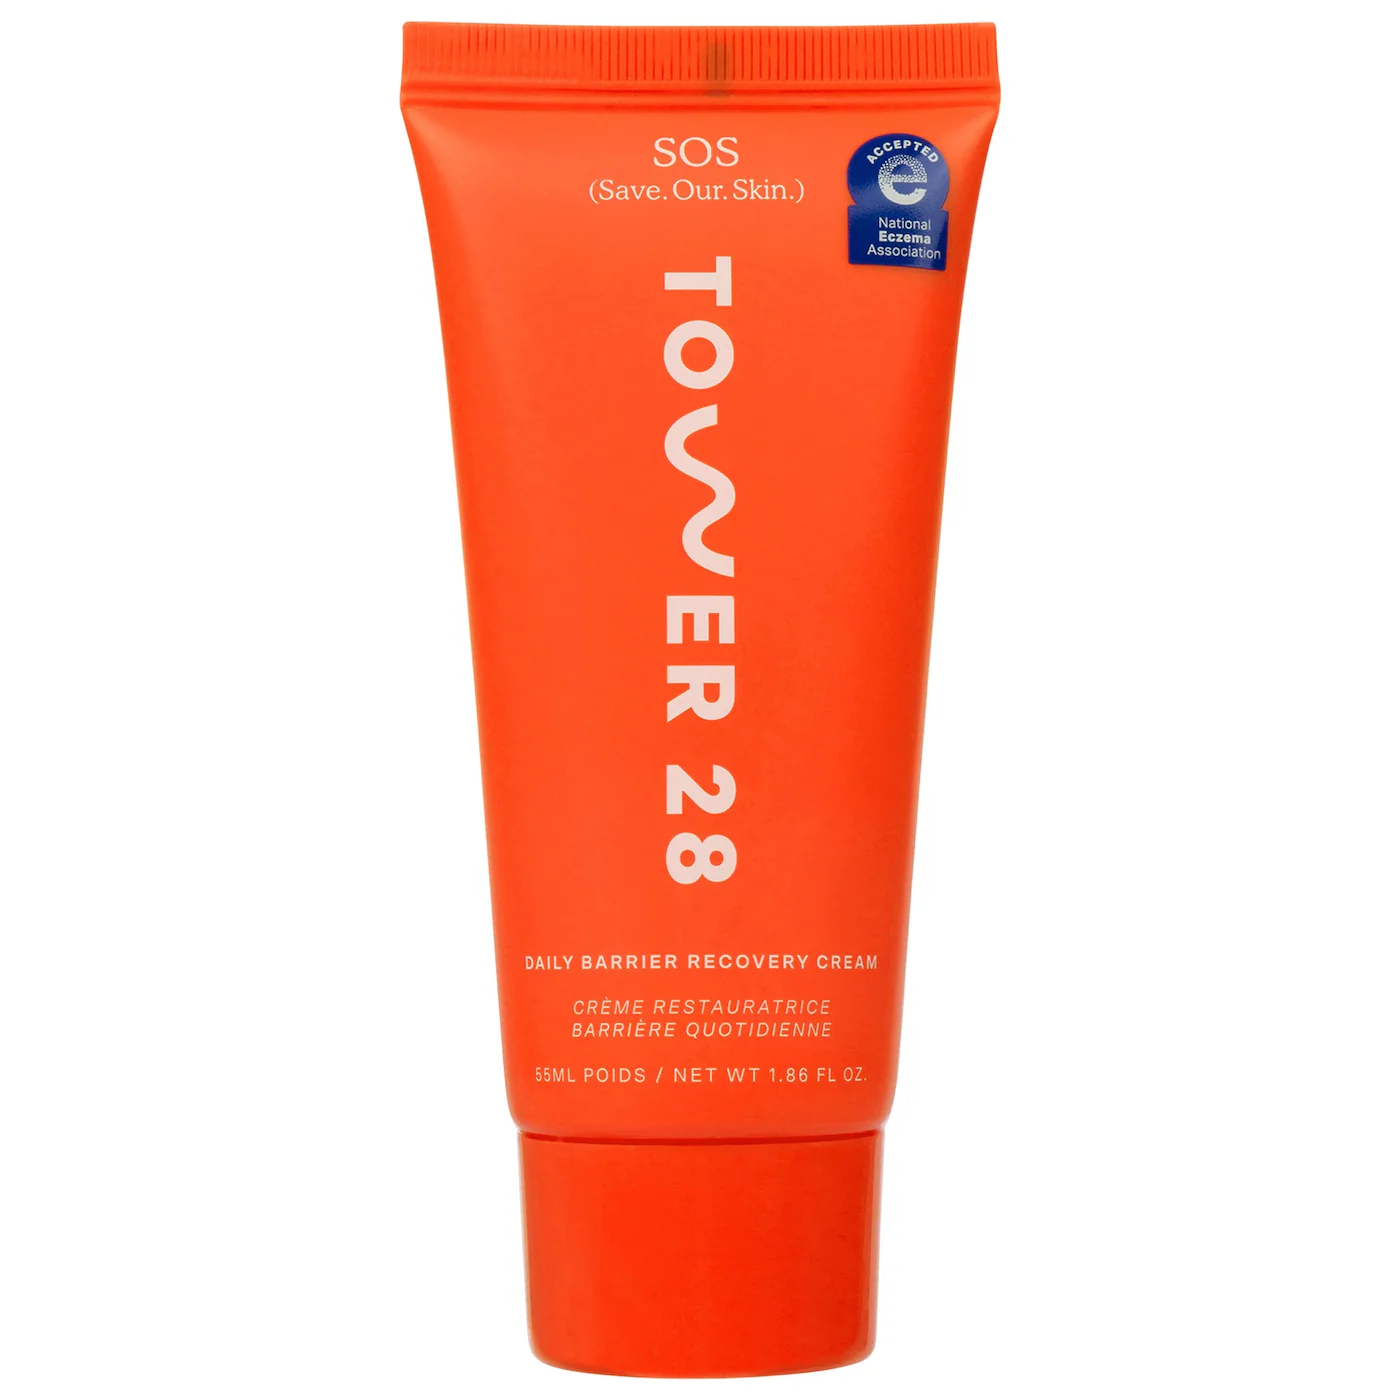 SOS
(Save. Our. Skin.)
ACCEPTED
e
National
Eczema
Association
TOWER 28
DAILY BARRIER RECOVERY CREAM
CRÈME RESTAURATRICE
BARRIÈRE QUOTIDIENNE
55ML POIDS / NET WT 1.86 FL OZ.